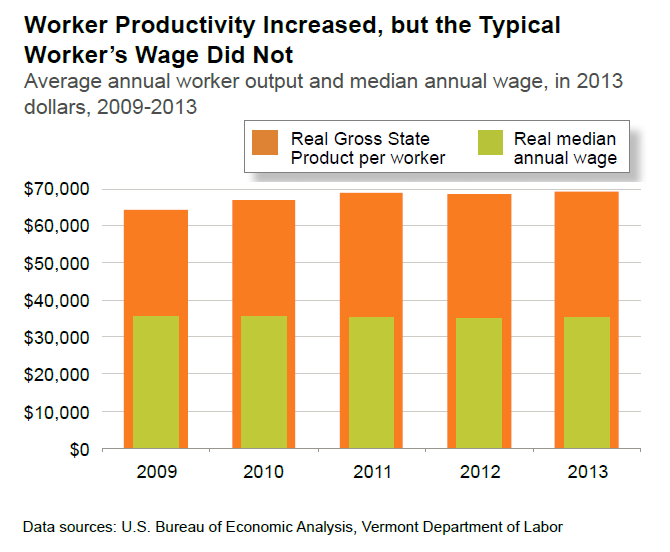 Worker Productivity Increased, but the Typical
Worker's Wage Did Not
Average annual worker output and median annual wage, in 2013
dollars, 2009-2013
Real Gross State
Product per worker
Real median
annual wage
$70,000
$60,000
$50,000
$40,000
$30,000
$20,000
$10,000
$0
2009 2010 2011 2012 2013
Data sources: U.S. Bureau of Economic Analysis, Vermont Department of Labor